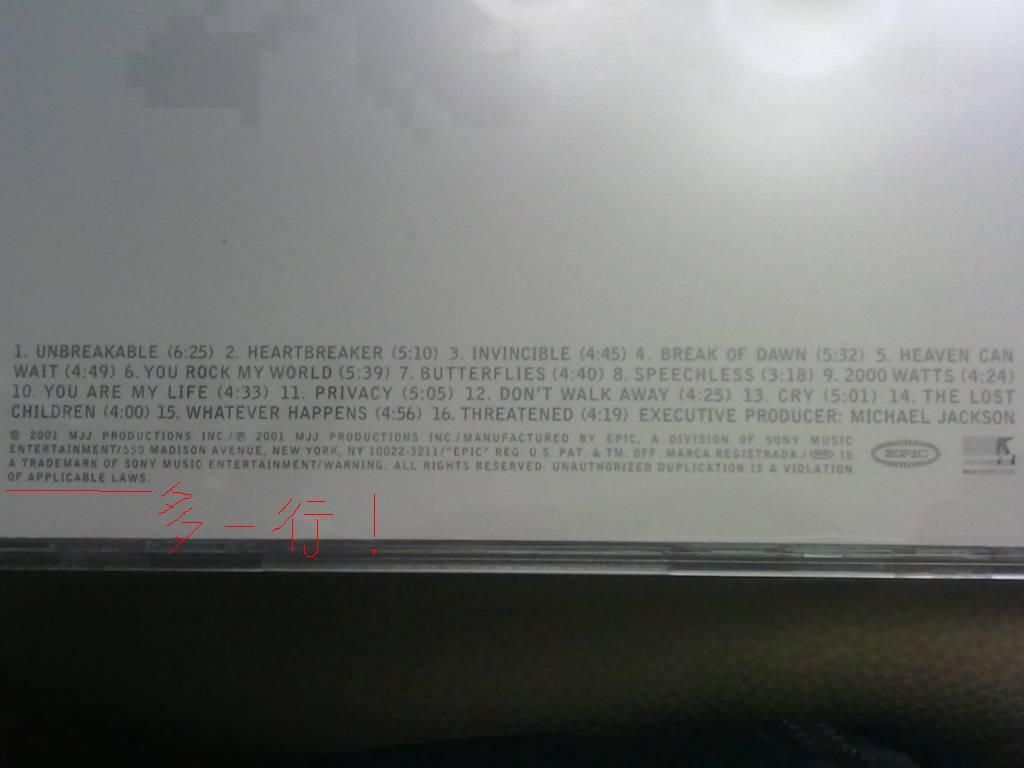 1. UNBREAKABLE (6:25) 2. HEARTBREAKER (5:10) 3. INVINCIBLE (4:45) 4. BREAK OF DAWN (5:32) 5. HEAVEN CAN
WAIT (4:49) 6. YOU ROCK MY WORLD (5:39) 7. BUTTERFLIES (4:40) 8. SPEECHLESS (3:18) 9. 2000 WATTS (4:24)
10. YOU ARE MY LIFE (4:33) 11. PRIVACY (5:05) 12. DON'T WALK AWAY (4:25) 13. CRY (5:01) 14. THE LOST
CHILDREN (4:00) 15. WHATEVER HAPPENS (4:56) 16. THREATENED (4:19) EXECUTIVE PRODUCER: MICHAEL JACKSON
© 2001 MJJ PRODUCTIONS INC./℗ 2001 MJJ PRODUCTIONS INC./MANUFACTURED BY EPIC, A DIVISION OF SONY MUSIC
ENTERTAINMENT/550 MADISON AVENUE, NEW YORK, NY 10022-3211/"EPIC" REG. U.S. PAT. & TM. OFF. MARCA REGISTRADA./ IS
A TRADEMARK OF SONY MUSIC ENTERTAINMENT/WARNING. ALL RIGHTS RESERVED. UNAUTHORIZED DUPLICATION IS A VIOLATION
OF APPLICABLE LAWS.
EPIC
多一行！